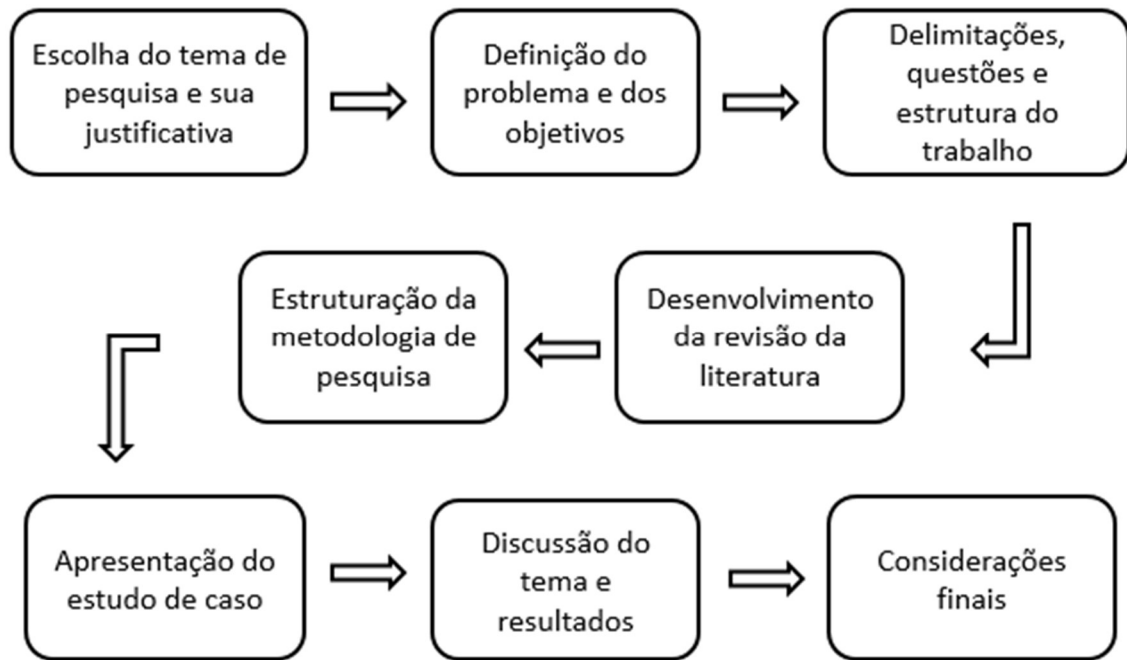 Escolha do tema de
pesquisa e sua
justificativa
Definição do
problema e dos
objetivos
Delimitações,
questões e
estrutura do
trabalho
Desenvolvimento
da revisão da
literatura
Estruturação da
metodologia de
pesquisa
Apresentação do
estudo de caso
Discussão do
tema e
resultados
Considerações
finais